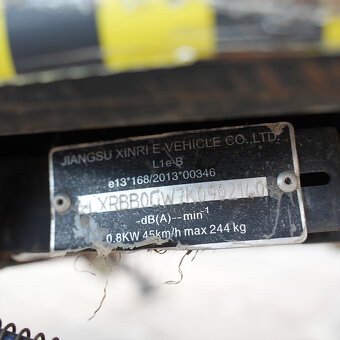 JIANGSU XINRI E-VEHICLE CO.,LTD.
L1e-B
e13*168/2013*00346
-dB(A)--min-1
0.8KW 45km/h max 244 kg